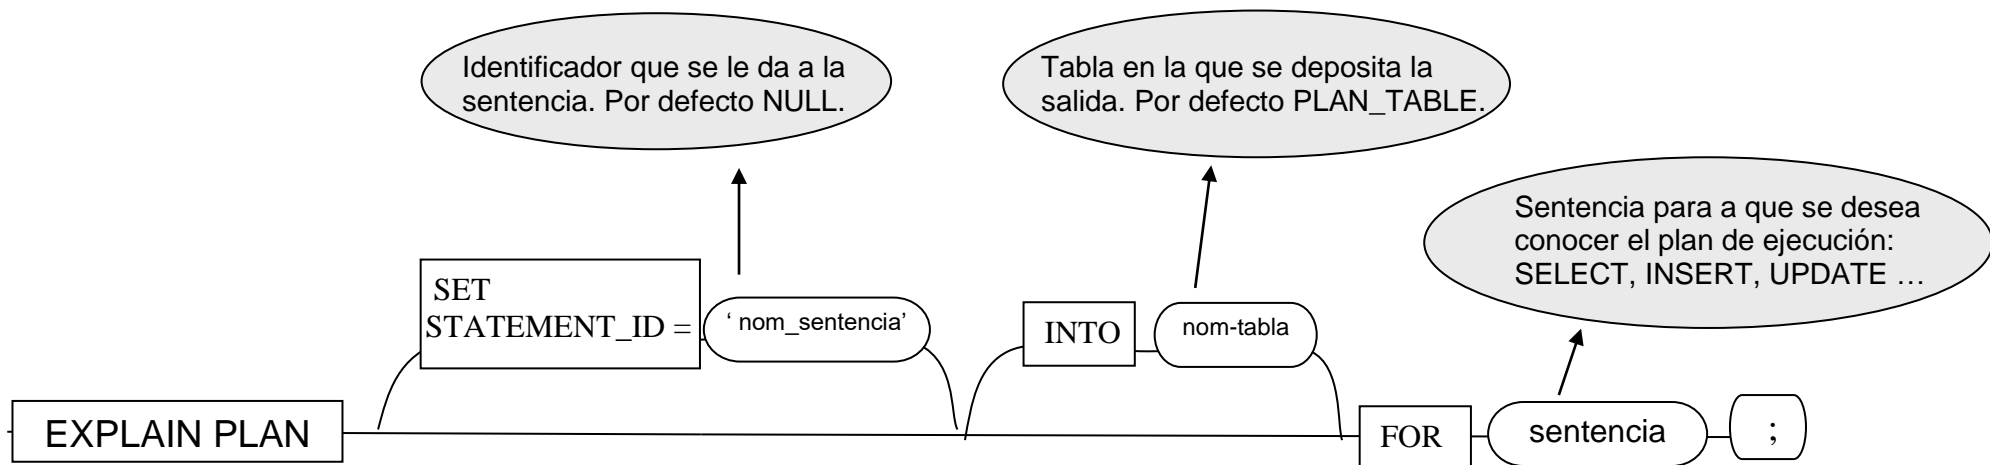 Identificador que se le da a la
sentencia. Por defecto NULL.
Tabla en la que se deposita la
salida. Por defecto PLAN_TABLE.
Sentencia para a que se desea
conocer el plan de ejecución:
SELECT, INSERT, UPDATE …
SET
STATEMENT_ID =
‘ nom_sentencia’
INTO
nom-tabla
EXPLAIN PLAN
FOR
sentencia
;